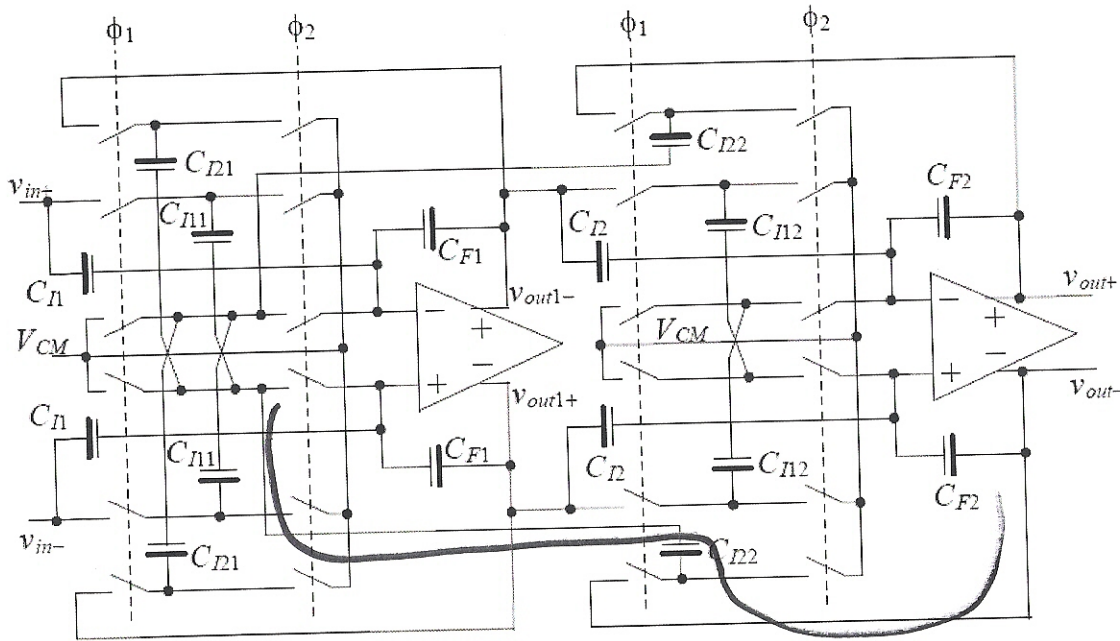 ϕ1 ϕ2 ϕ1 ϕ2
CI21 CI22
vin+ CF2
CI11 CF1 CI2 CI12
CI1 vout1- vout+
− + − + − + − +
VCM VCM
vout1+ vout-
CI1 CI11 CF1 CI2 CI12 CF2
vin-
CI21 CI22